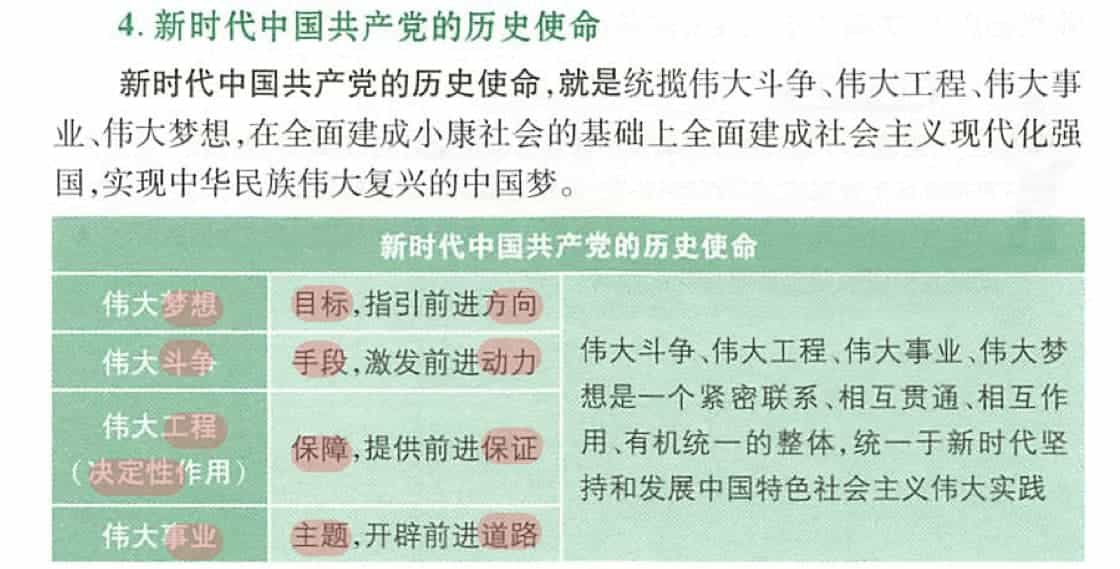 4. 新时代中国共产党的历史使命
新时代中国共产党的历史使命,就是统揽伟大斗争、伟大工程、伟大事
业、伟大梦想,在全面建成小康社会的基础上全面建成社会主义现代化强
国,实现中华民族伟大复兴的中国梦。
新时代中国共产党的历史使命
伟大梦想
目标,指引前进方向
伟大斗争
手段,激发前进动力
伟大工程
(决定性作用)
保障,提供前进保证
伟大事业
主题,开辟前进道路
伟大斗争、伟大工程、伟大事业、伟大梦
想是一个紧密联系、相互贯通、相互作
用、有机统一的整体,统一于新时代坚
持和发展中国特色社会主义伟大实践